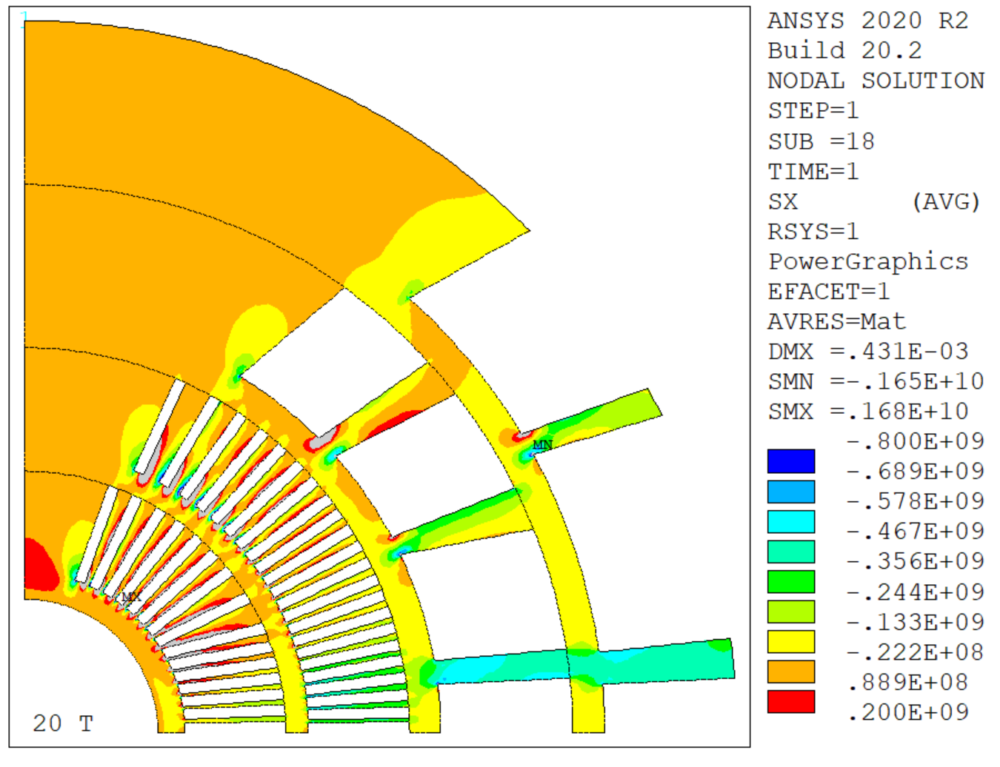 1
ANSYS 2020 R2
Build 20.2
NODAL SOLUTION
STEP=1
SUB =18
TIME=1
SX (AVG)
RSYS=1
PowerGraphics
EFACET=1
AVRES=Mat
DMX =.431E-03
SMN =-.165E+10
SMX =.168E+10
-.800E+09
-.689E+09
-.578E+09
-.467E+09
-.356E+09
-.244E+09
-.133E+09
-.222E+08
.889E+08
.200E+09
MN
MX
20 T